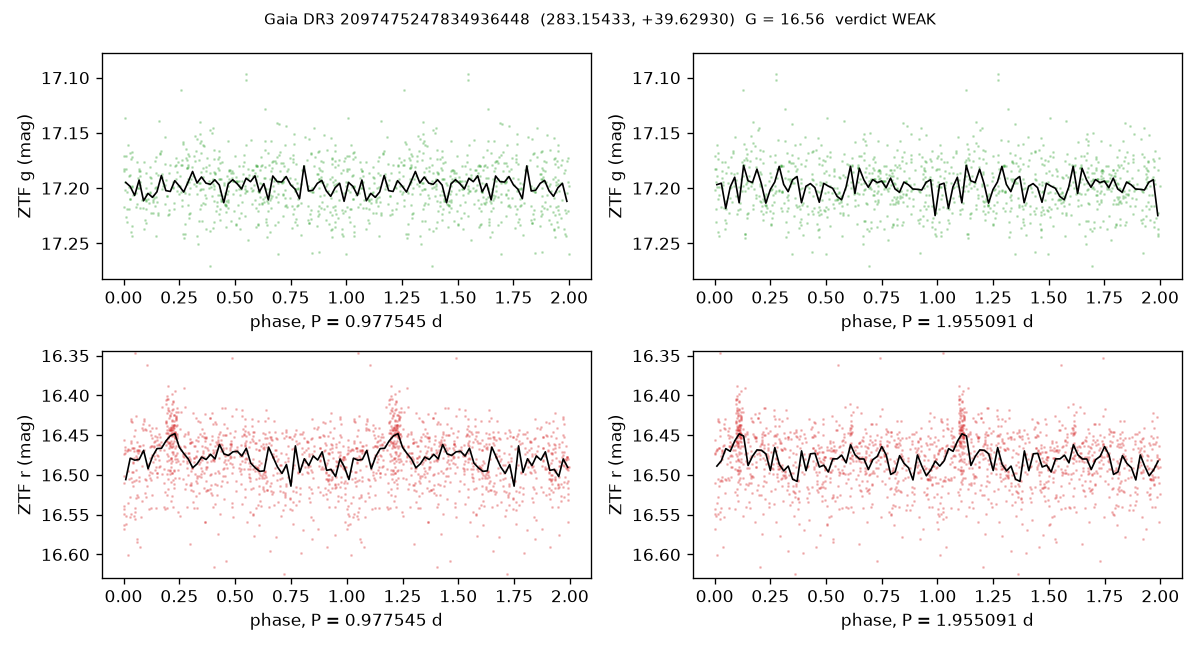 Gaia DR3 2097475247834936448 (283.15433, +39.62930) G = 16.56 verdict WEAK
ZTF g (mag)
17.10
17.15
17.20
17.25
0.00 0.25 0.50 0.75 1.00 1.25 1.50 1.75 2.00
phase, P = 0.977545 d
ZTF g (mag)
17.10
17.15
17.20
17.25
0.00 0.25 0.50 0.75 1.00 1.25 1.50 1.75 2.00
phase, P = 1.955091 d
ZTF r (mag)
16.35
16.40
16.45
16.50
16.55
16.60
0.00 0.25 0.50 0.75 1.00 1.25 1.50 1.75 2.00
phase, P = 0.977545 d
ZTF r (mag)
16.35
16.40
16.45
16.50
16.55
16.60
0.00 0.25 0.50 0.75 1.00 1.25 1.50 1.75 2.00
phase, P = 1.955091 d